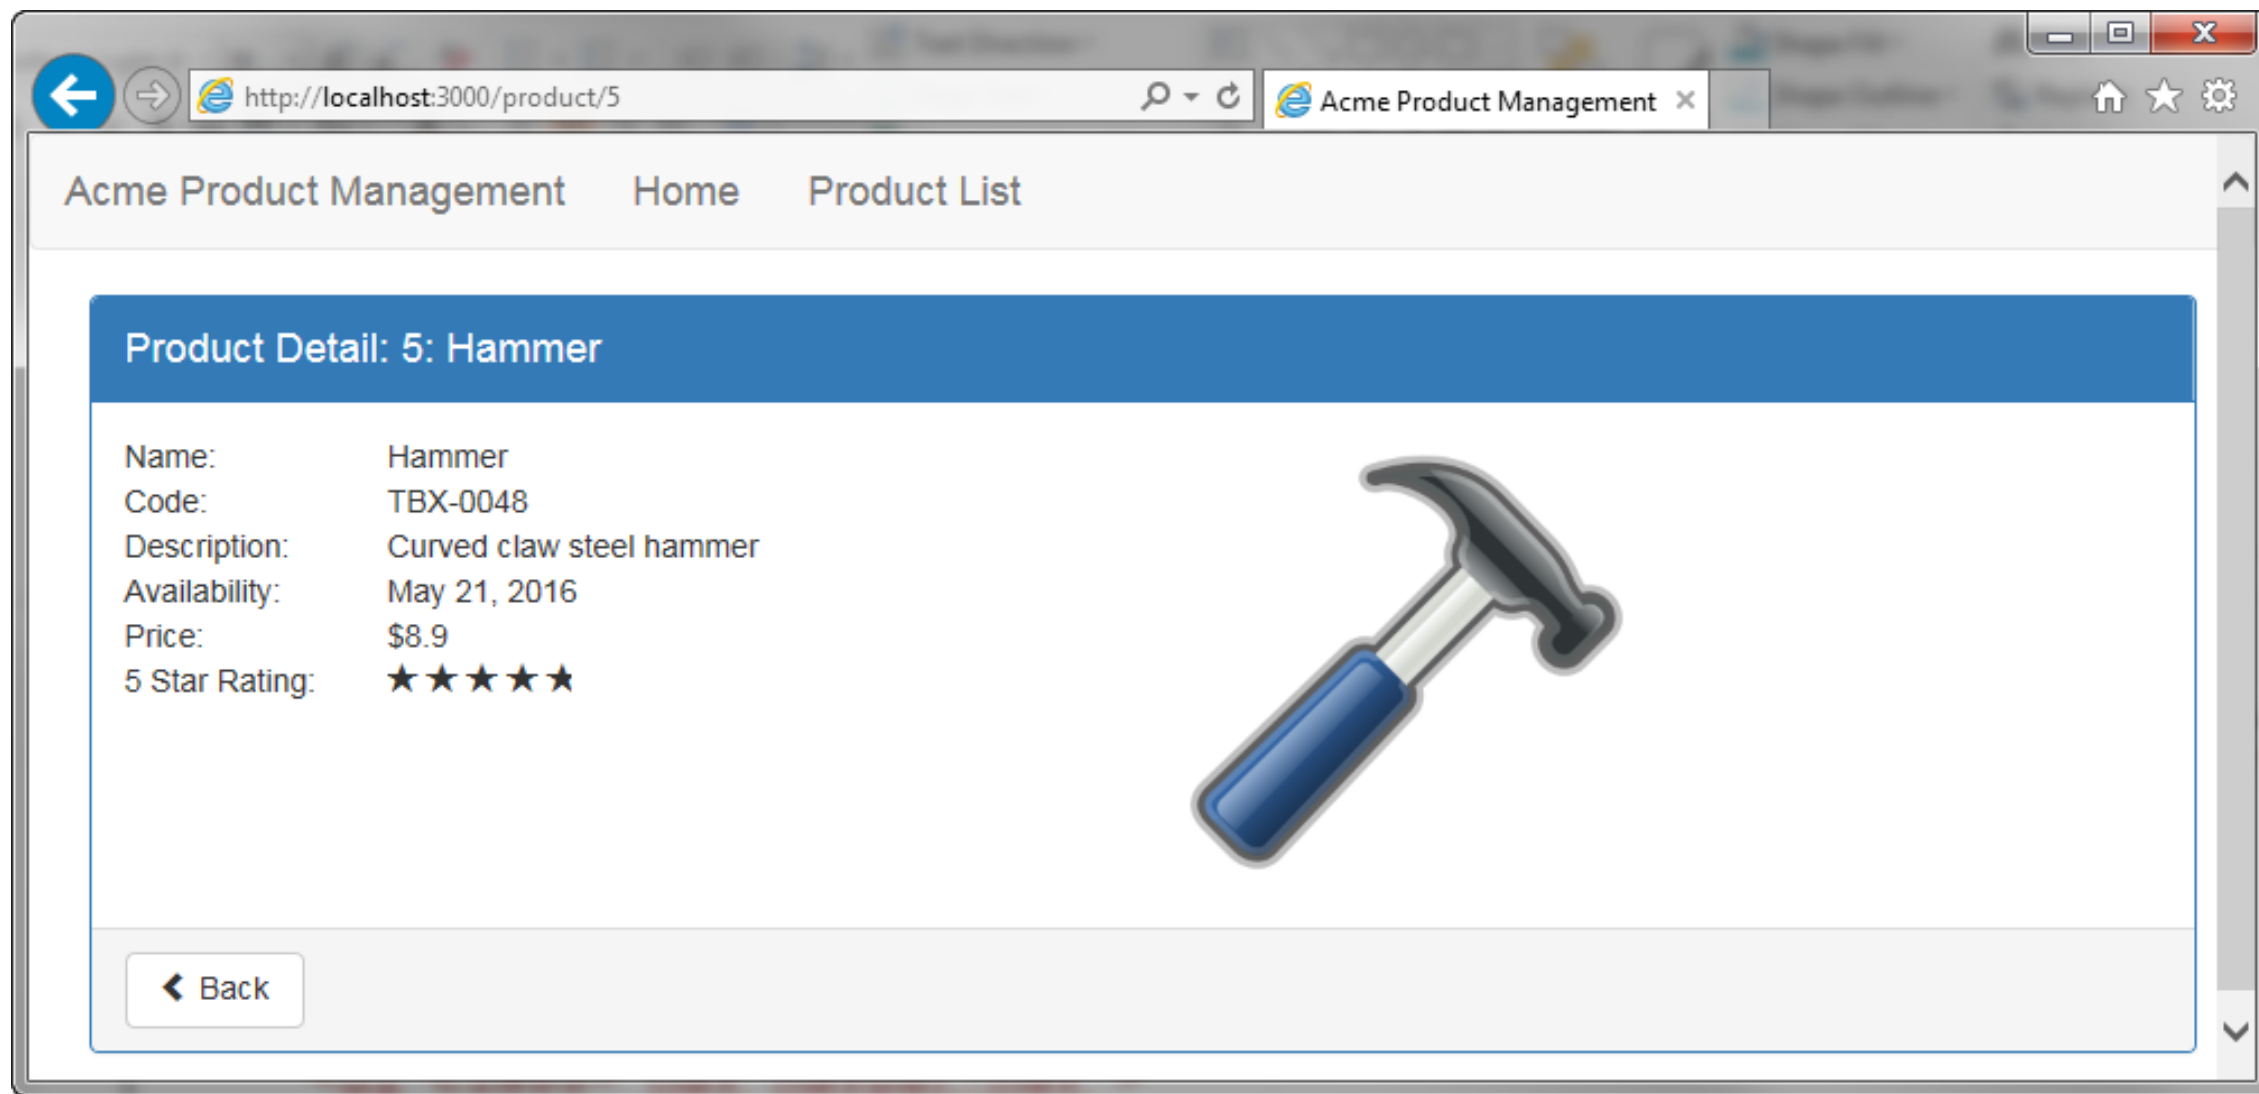 http://localhost:3000/product/5
Acme Product Management
Acme Product Management Home Product List
Product Detail: 5: Hammer
Name: Hammer
Code: TBX-0048
Description: Curved claw steel hammer
Availability: May 21, 2016
Price: $8.9
5 Star Rating:
Back